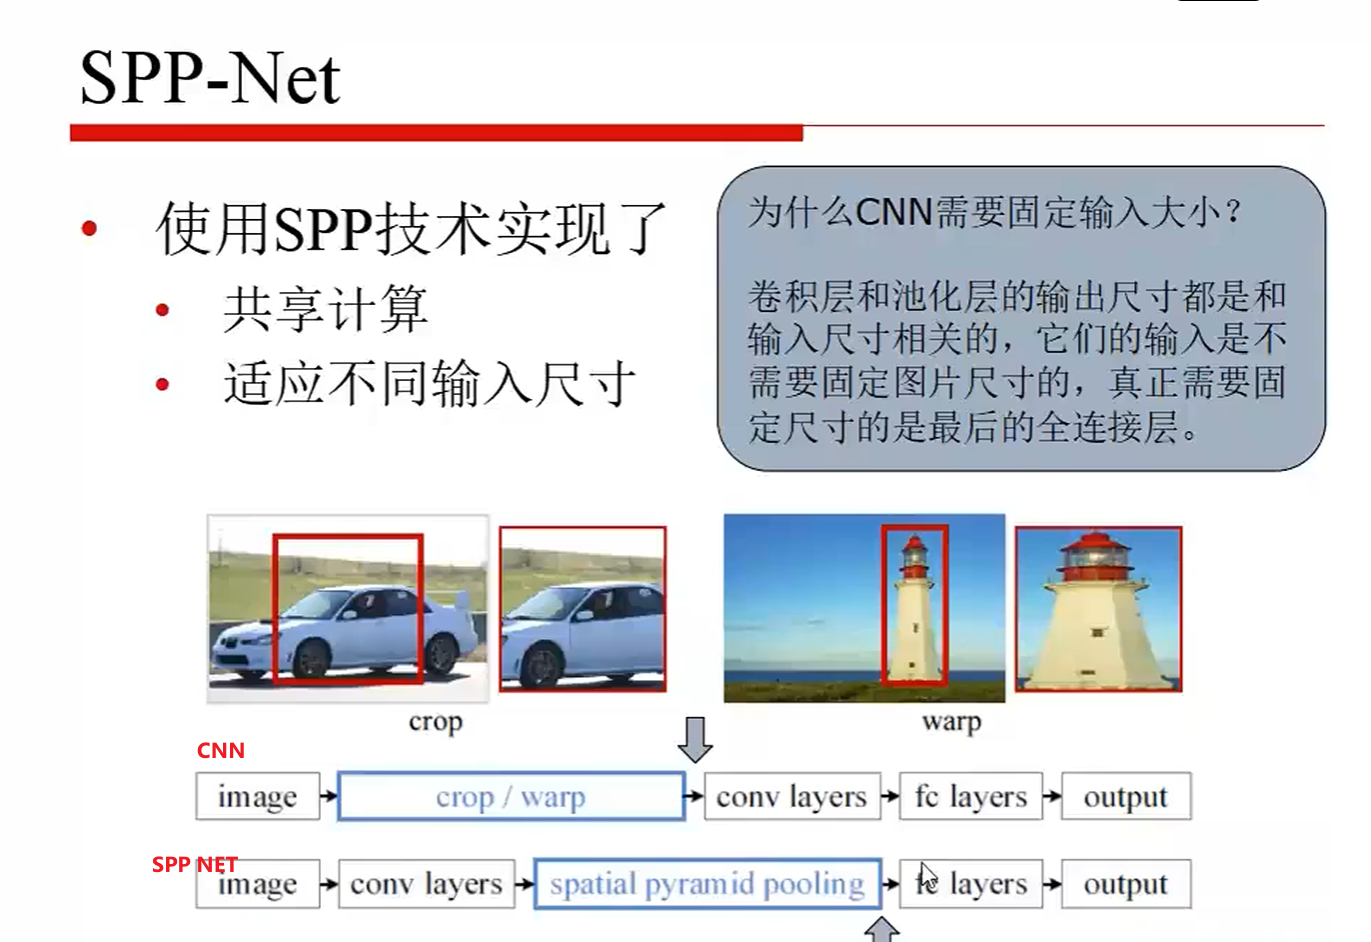 SPP-Net
使用SPP技术实现了
共享计算
适应不同输入尺寸
为什么CNN需要固定输入大小？
卷积层和池化层的输出尺寸都是和
输入尺寸相关的，它们的输入是不
需要固定图片尺寸的，真正需要固
定尺寸的是最后的全连接层。
crop
warp
CNN
image
crop / warp
conv layers
fc layers
output
SPP NET
image
conv layers
spatial pyramid pooling
fc layers
output